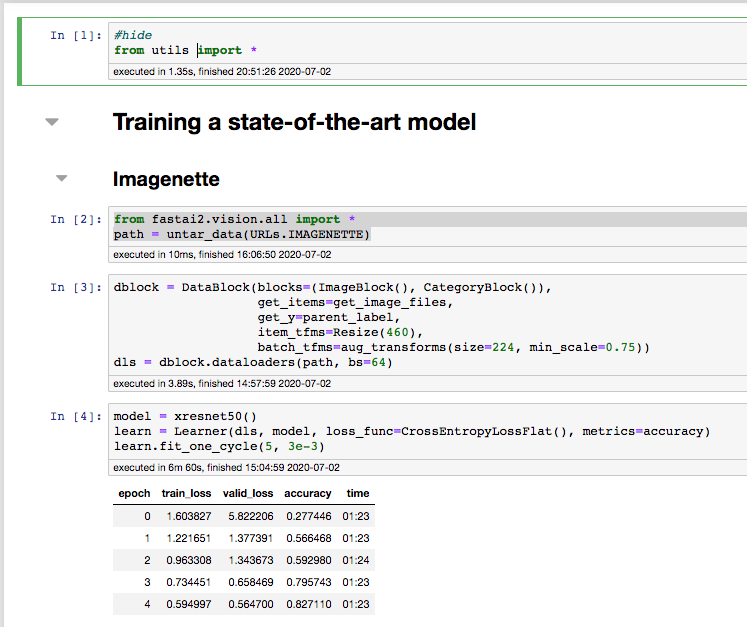 In [1]: #hide
from utils import *
executed in 1.35s, finished 20:51:26 2020-07-02
Training a state-of-the-art model
Imagenette
In [2]: from fastai2.vision.all import *
path = untar_data(URLs.IMAGENETTE)
executed in 10ms, finished 16:06:50 2020-07-02
In [3]: dblock = DataBlock(blocks=(ImageBlock(), CategoryBlock()),
get_items=get_image_files,
get_y=parent_label,
item_tfms=Resize(460),
batch_tfms=aug_transforms(size=224, min_scale=0.75))
dls = dblock.dataloaders(path, bs=64)
executed in 3.89s, finished 14:57:59 2020-07-02
In [4]: model = xresnet50()
learn = Learner(dls, model, loss_func=CrossEntropyLossFlat(), metrics=accuracy)
learn.fit_one_cycle(5, 3e-3)
executed in 6m 60s, finished 15:04:59 2020-07-02
epoch train_loss valid_loss accuracy time
0 1.603827 5.822206 0.277446 01:23
1 1.221651 1.377391 0.566468 01:23
2 0.963308 1.343673 0.592980 01:24
3 0.734451 0.658469 0.795743 01:23
4 0.594997 0.564700 0.827110 01:23